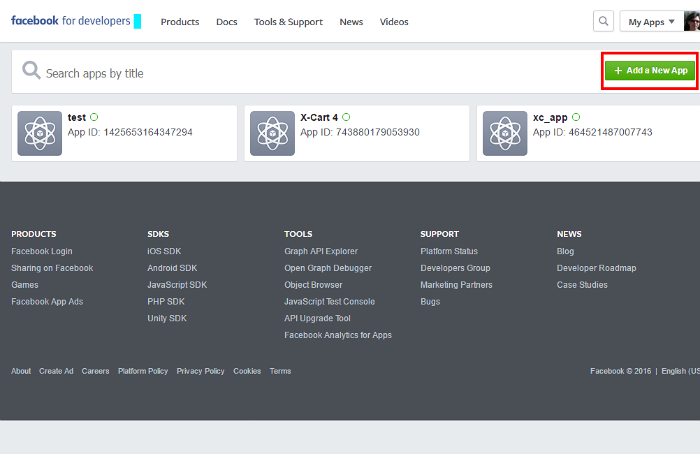 facebook for developers Products Docs Tools & Support News Videos My Apps
Search apps by title + Add a New App
test X-Cart 4 xc_app
App ID: 1425653164347294 App ID: 743880179053930 App ID: 464521487007743
PRODUCTS SDKS TOOLS SUPPORT NEWS
Facebook Login iOS SDK Graph API Explorer Platform Status Blog
Sharing on Facebook Android SDK Open Graph Debugger Developers Group Developer Roadmap
Games JavaScript SDK Object Browser Marketing Partners Case Studies
Facebook App Ads PHP SDK JavaScript Test Console Bugs
Unity SDK API Upgrade Tool
Facebook Analytics for Apps
About Create Ad Careers Platform Policy Privacy Policy Cookies Terms Facebook © 2016 | English (US